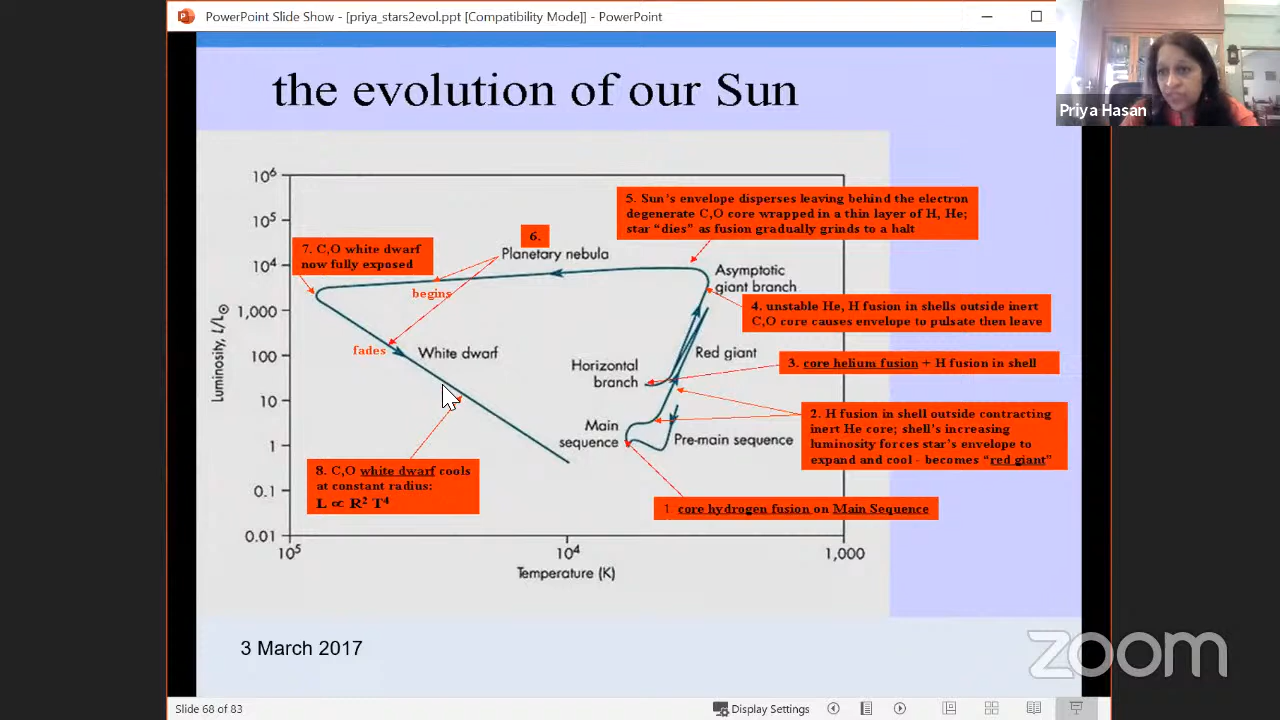 PowerPoint Slide Show - [priya_stars2evol.ppt [Compatibility Mode]] - PowerPoint
Priya Hasan
the evolution of our Sun
10⁶
10⁵
10⁴
1,000
100
10
1
0.1
0.01
Luminosity, L/L⊙
10⁵
10⁴
1,000
Temperature (K)
5. Sun's envelope disperses leaving behind the electron
degenerate C,O core wrapped in a thin layer of H, He;
star "dies" as fusion gradually grinds to a halt
6.
Planetary nebula
7. C,O white dwarf
now fully exposed
begins
fades
Asymptotic
giant branch
4. unstable He, H fusion in shells outside inert
C,O core causes envelope to pulsate then leave
White dwarf
Red giant
Horizontal
branch
3. core helium fusion + H fusion in shell
2. H fusion in shell outside contracting
inert He core; shell's increasing
luminosity forces star's envelope to
expand and cool - becomes "red giant"
Main
sequence
Pre-main sequence
8. C,O white dwarf cools
at constant radius:
L ∝ R² T⁴
1 core hydrogen fusion on Main Sequence
3 March 2017
zoom
Slide 68 of 83
Display Settings